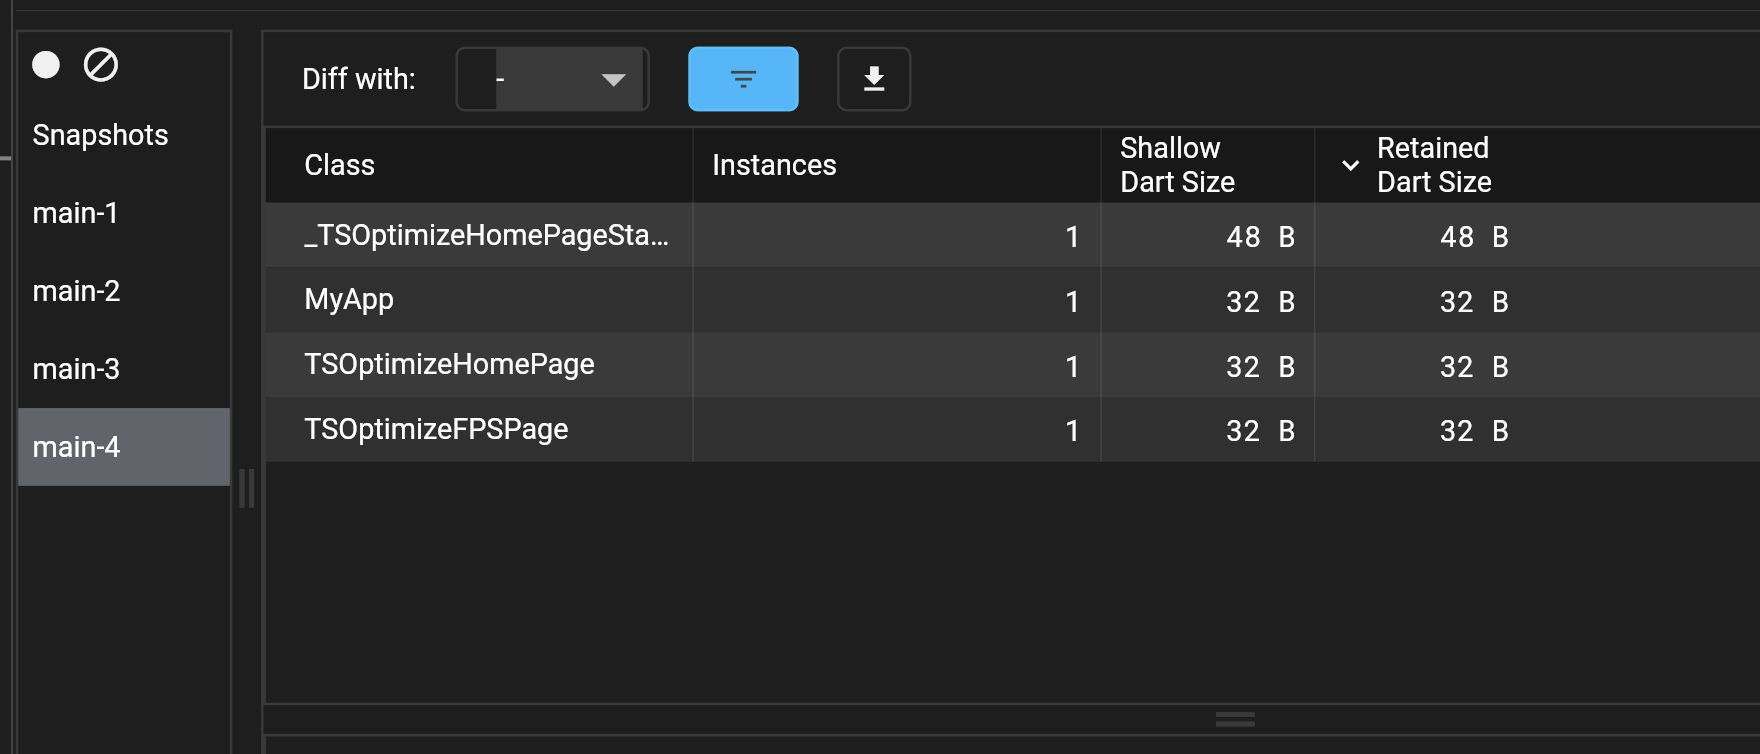 Snapshots
main-1
main-2
main-3
main-4
Diff with: -
Class Instances Shallow Dart Size Retained Dart Size
_TSOptimizeHomePageSta... 1 48 B 48 B
MyApp 1 32 B 32 B
TSOptimizeHomePage 1 32 B 32 B
TSOptimizeFPSPage 1 32 B 32 B